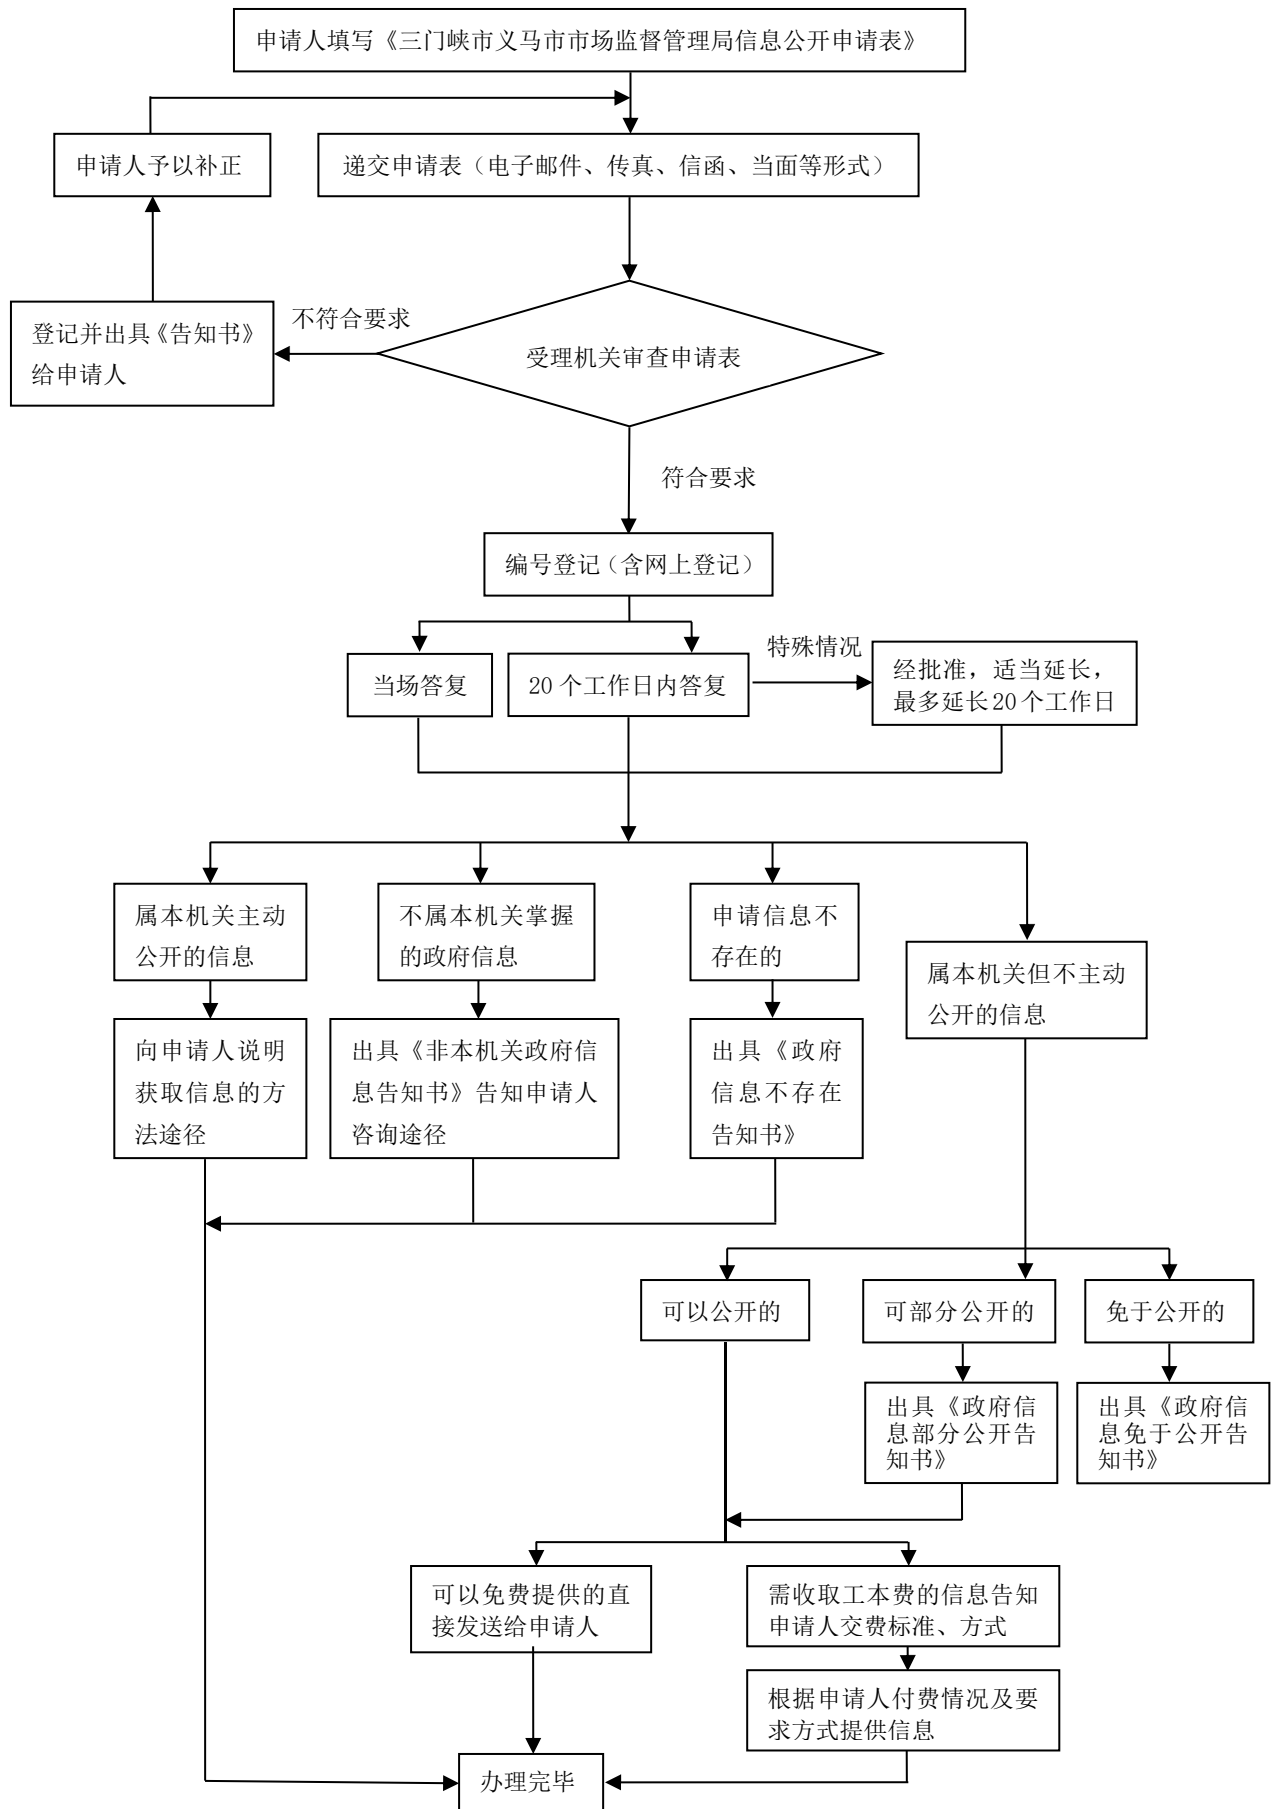 申请人填写《三门峡市义马市市场监督管理局信息公开申请表》
申请人予以补正
递交申请表（电子邮件、传真、信函、当面等形式）
登记并出具《告知书》
给申请人
不符合要求
受理机关审查申请表
符合要求
编号登记（含网上登记）
当场答复
20个工作日内答复
特殊情况
经批准，适当延长，
最多延长20个工作日
属本机关主动
公开的信息
不属本机关掌握
的政府信息
申请信息不
存在的
属本机关但不主动
公开的信息
向申请人说明
获取信息的方
法途径
出具《非本机关政府信
息告知书》告知申请人
咨询途径
出具《政府
信息不存在
告知书》
可以公开的
可部分公开的
免于公开的
出具《政府信
息部分公开告
知书》
出具《政府信
息免于公开告
知书》
可以免费提供的直
接发送给申请人
需收取工本费的信息告知
申请人交费标准、方式
根据申请人付费情况及要
求方式提供信息
办理完毕